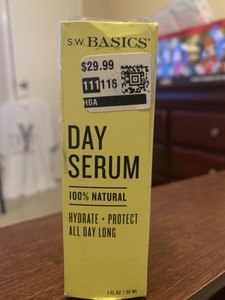 S.W. BASICS
$29.99
111116
HBA
DAY
SERUM
100% NATURAL
HYDRATE • PROTECT
ALL DAY LONG
1 FL OZ / 30 ML